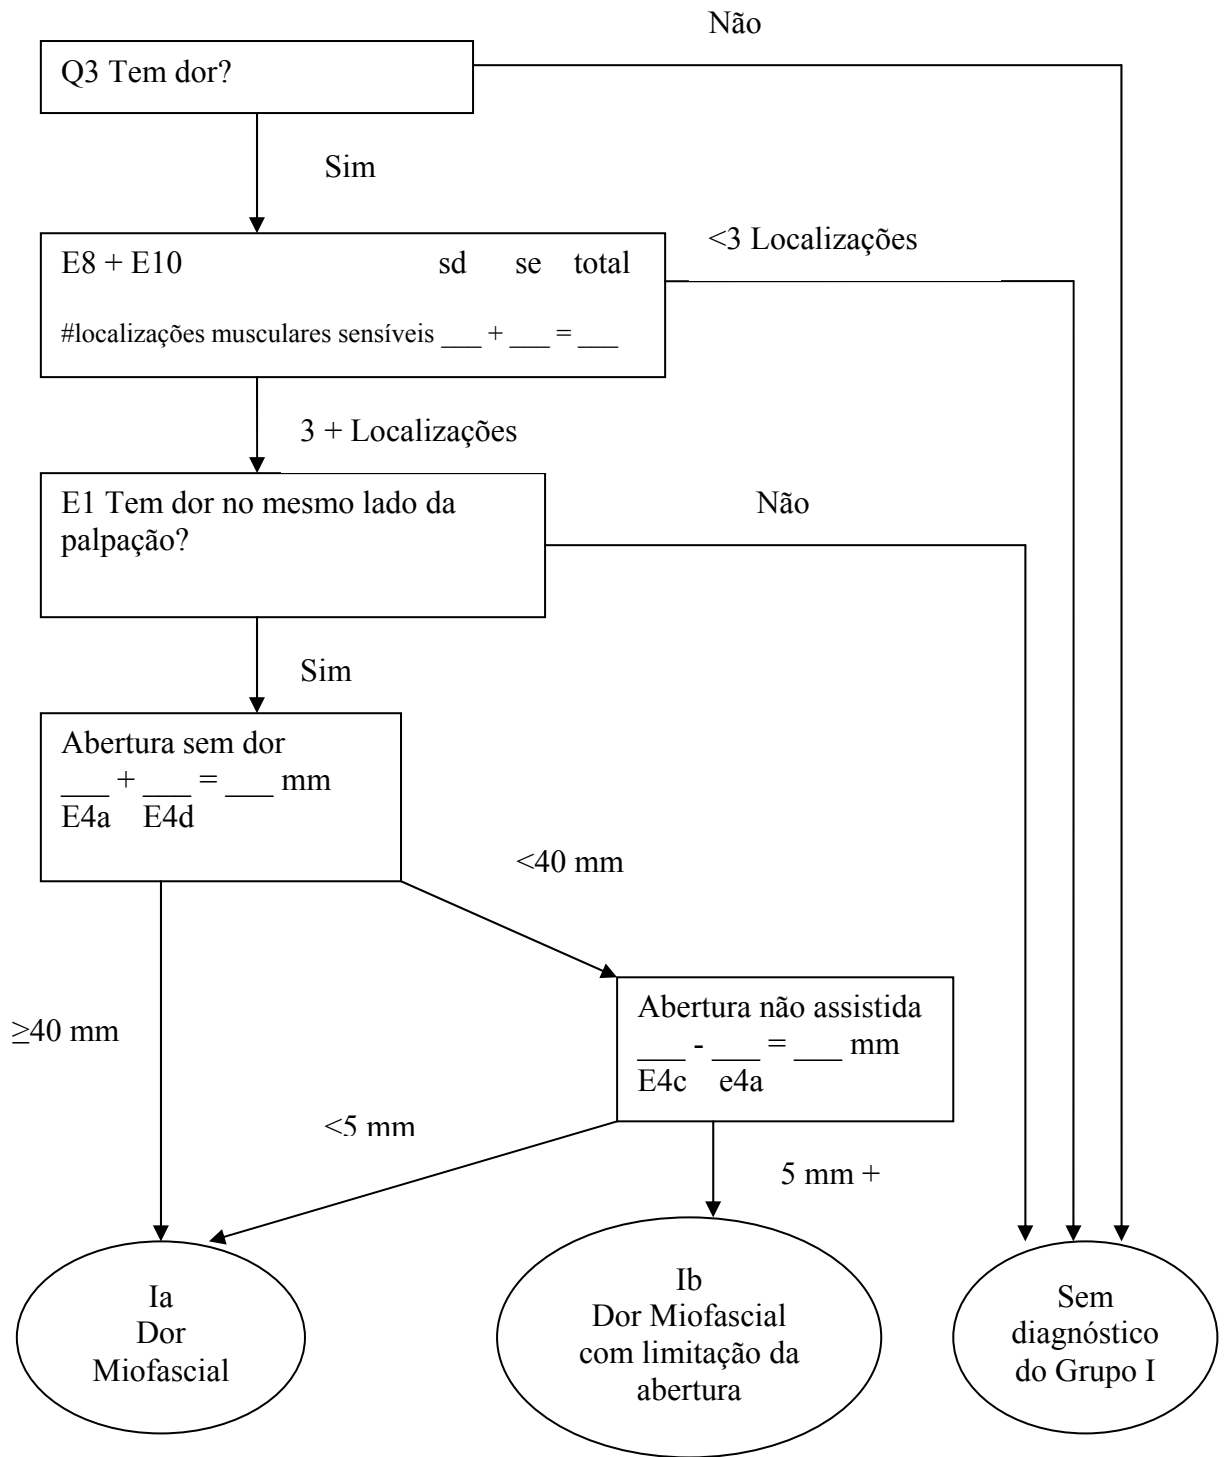 Não
Q3 Tem dor?
Sim
E8 + E10 sd se total
#localizações musculares sensíveis ___ + ___ = ___
<3 Localizações
3 + Localizações
E1 Tem dor no mesmo lado da
palpação?
Não
Sim
Abertura sem dor
___ + ___ = ___ mm
E4a E4d
<40 mm
≥40 mm
Abertura não assistida
___ - ___ = ___ mm
E4c e4a
<5 mm
5 mm +
Ia
Dor
Miofascial
Ib
Dor Miofascial
com limitação da
abertura
Sem
diagnóstico
do Grupo I